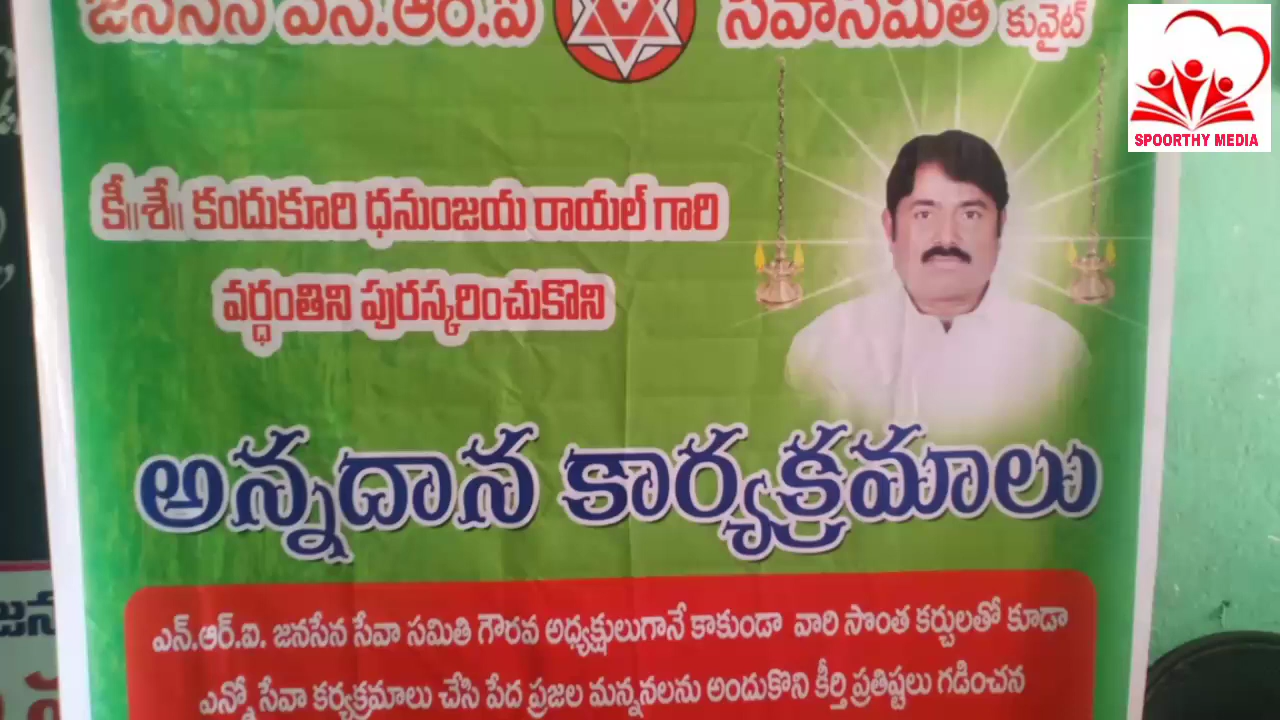 జనసేన ఎన్.ఆర్.ఐ సేవాసమితి కువైట్
SPOORTHY MEDIA
కీ॥శే॥ కందుకూరి ధనుంజయ రాయల్ గారి
వర్ధంతిని పురస్కరించుకొని
అన్నదాన కార్యక్రమాలు
ఎన్.ఆర్.ఐ. జనసేన సేవా సమితి గౌరవ అధ్యక్షులుగానే కాకుండా వారి సొంత కర్చులతో కూడా
ఎన్నో సేవా కర్యక్రమాలు చేసి పేద ప్రజల మన్ననలను అందుకొని కీర్తి ప్రతిష్టలు గడించన